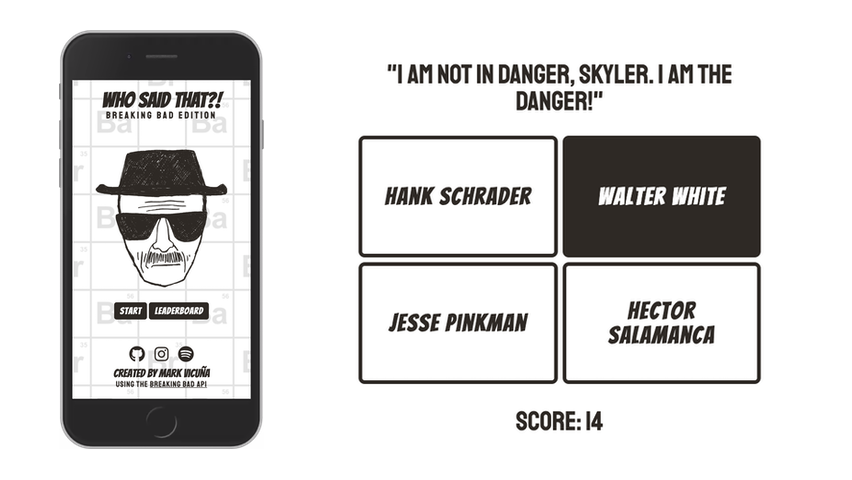 WHO SAID THAT?!
BREAKING BAD EDITION
START
LEADERBOARD
CREATED BY MARK VICUÑA
USING THE BREAKING BAD API
"I AM NOT IN DANGER, SKYLER. I AM THE
DANGER!"
HANK SCHRADER
WALTER WHITE
JESSE PINKMAN
HECTOR
SALAMANCA
SCORE: 14